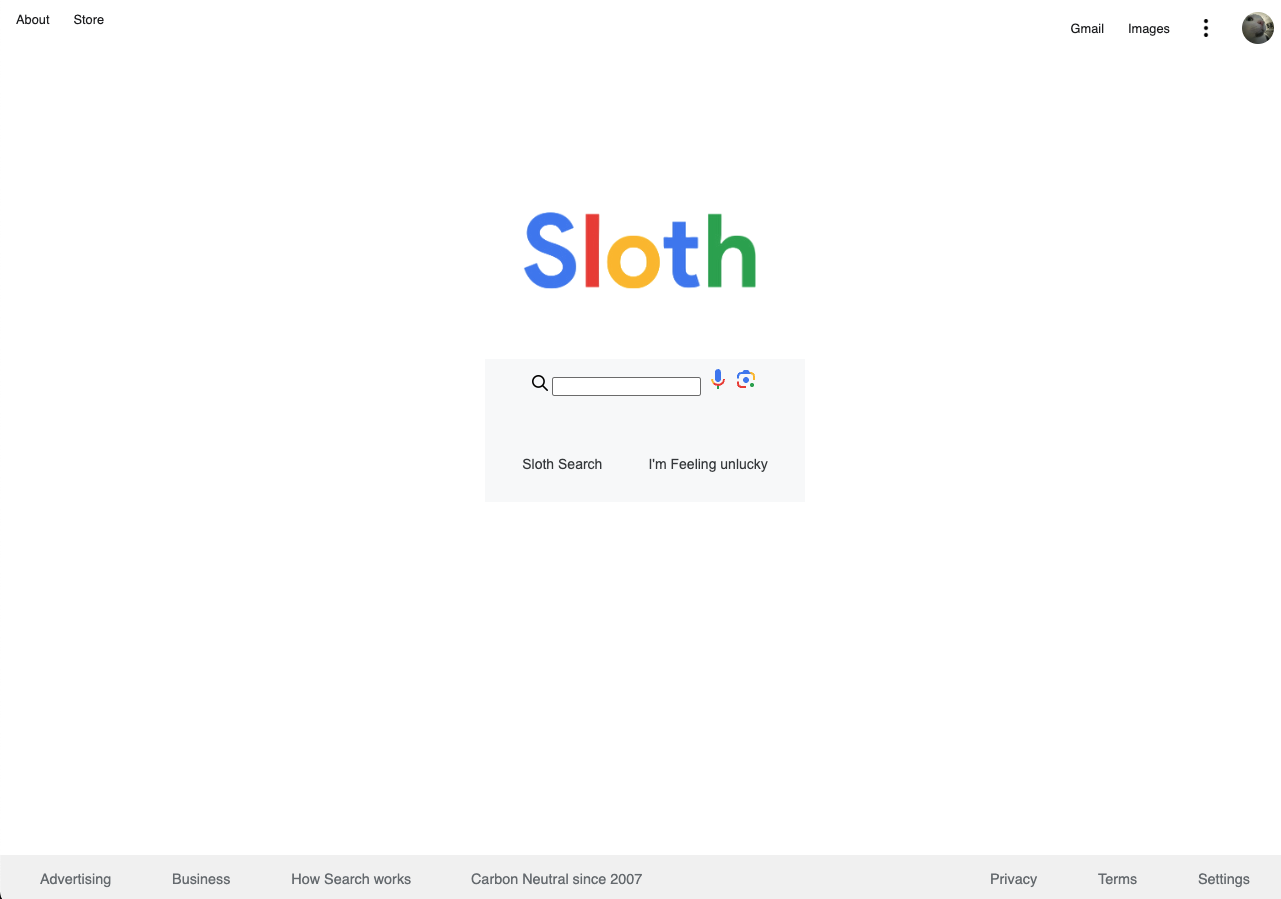 About Store
Gmail Images
Sloth
Sloth Search I'm Feeling unlucky
Advertising Business How Search works Carbon Neutral since 2007 Privacy Terms Settings